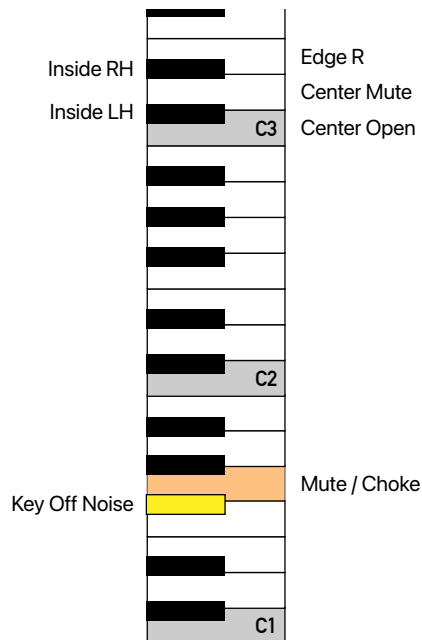 Edge R
Inside RH
Center Mute
Inside LH
C3
Center Open
C2
Mute / Choke
Key Off Noise
C1